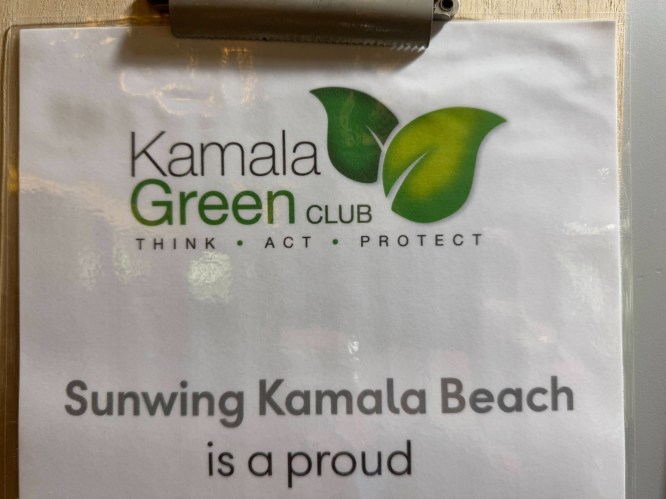 Kamala
Green CLUB
THINK • ACT • PROTECT
Sunwing Kamala Beach
is a proud